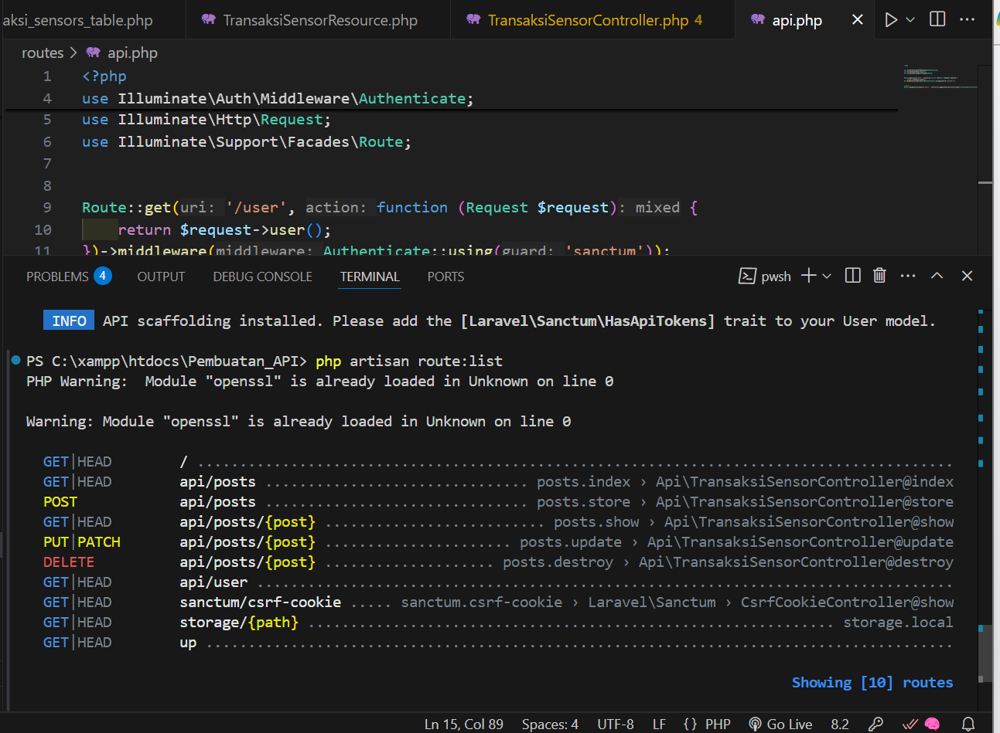 aksi_sensors_table.php TransaksiSensorResource.php TransaksiSensorController.php 4 api.php
routes > api.php
1 <?php
4 use Illuminate\Auth\Middleware\Authenticate;
5 use Illuminate\Http\Request;
6 use Illuminate\Support\Facades\Route;
7
8
9 Route::get(uri: '/user', action: function (Request $request): mixed {
10 return $request->user();
11 })->middleware(middleware: Authenticate::using(guard: 'sanctum'));
PROBLEMS 4 OUTPUT DEBUG CONSOLE TERMINAL PORTS pwsh
INFO API scaffolding installed. Please add the [Laravel\Sanctum\HasApiTokens] trait to your User model.
PS C:\xampp\htdocs\Pembuatan_API> php artisan route:list
PHP Warning:  Module "openssl" is already loaded in Unknown on line 0
Warning: Module "openssl" is already loaded in Unknown on line 0
GET|HEAD / .........................................................................................
GET|HEAD api/posts ............................... posts.index › Api\TransaksiSensorController@index
POST api/posts ............................... posts.store › Api\TransaksiSensorController@store
GET|HEAD api/posts/{post} .......................... posts.show › Api\TransaksiSensorController@show
PUT|PATCH api/posts/{post} ...................... posts.update › Api\TransaksiSensorController@update
DELETE api/posts/{post} .................... posts.destroy › Api\TransaksiSensorController@destroy
GET|HEAD api/user ..................................................................................
GET|HEAD sanctum/csrf-cookie ..... sanctum.csrf-cookie › Laravel\Sanctum › CsrfCookieController@show
GET|HEAD storage/{path} .............................................................. storage.local
GET|HEAD up ........................................................................................
Showing [10] routes
Ln 15, Col 89 Spaces: 4 UTF-8 LF {} PHP Go Live 8.2